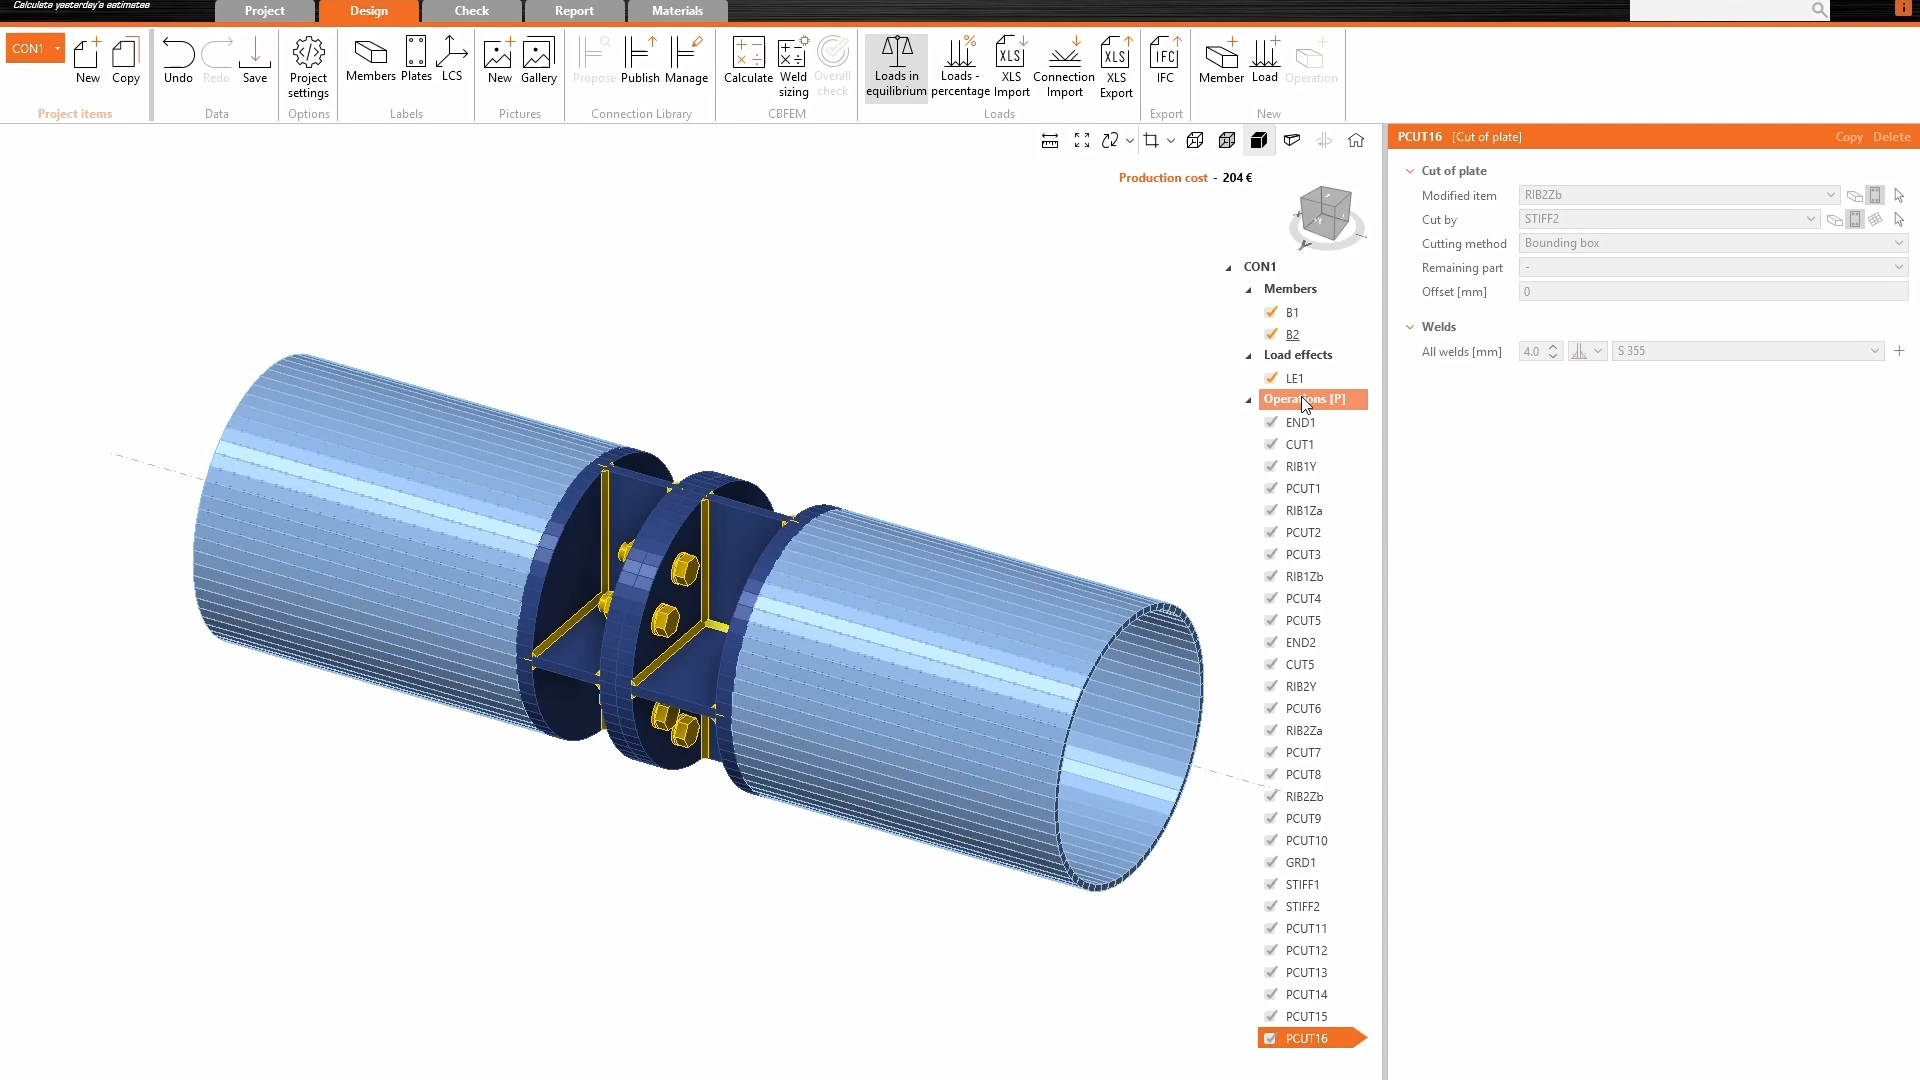 Calculate yesterday's estimates
Project
Design
Check
Report
Materials
i
CON1
New
Copy
Undo
Redo
Save
Project settings
Members
Plates
LCS
New
Gallery
Propose
Publish
Manage
Calculate
Weld sizing
Overall check
Loads in equilibrium
Loads - percentage
XLS Import
Connection Import
XLS Export
IFC
Member
Load
Operation
Project items
Data
Options
Labels
Pictures
Connection Library
CBFEM
Loads
Export
New
Production cost - 204 €
CON1
Members
B1
B2
Load effects
LE1
Operations [P]
END1
CUT1
RIB1Y
PCUT1
RIB1Za
PCUT2
PCUT3
RIB1Zb
PCUT4
PCUT5
END2
CUT5
RIB2Y
PCUT6
RIB2Za
PCUT7
PCUT8
RIB2Zb
PCUT9
PCUT10
GRD1
STIFF1
STIFF2
PCUT11
PCUT12
PCUT13
PCUT14
PCUT15
PCUT16
PCUT16 [Cut of plate] Copy Delete
Cut of plate
Modified item RIB2Zb
Cut by STIFF2
Cutting method Bounding box
Remaining part -
Offset [mm] 0
Welds
All welds [mm] 4.0 S 355